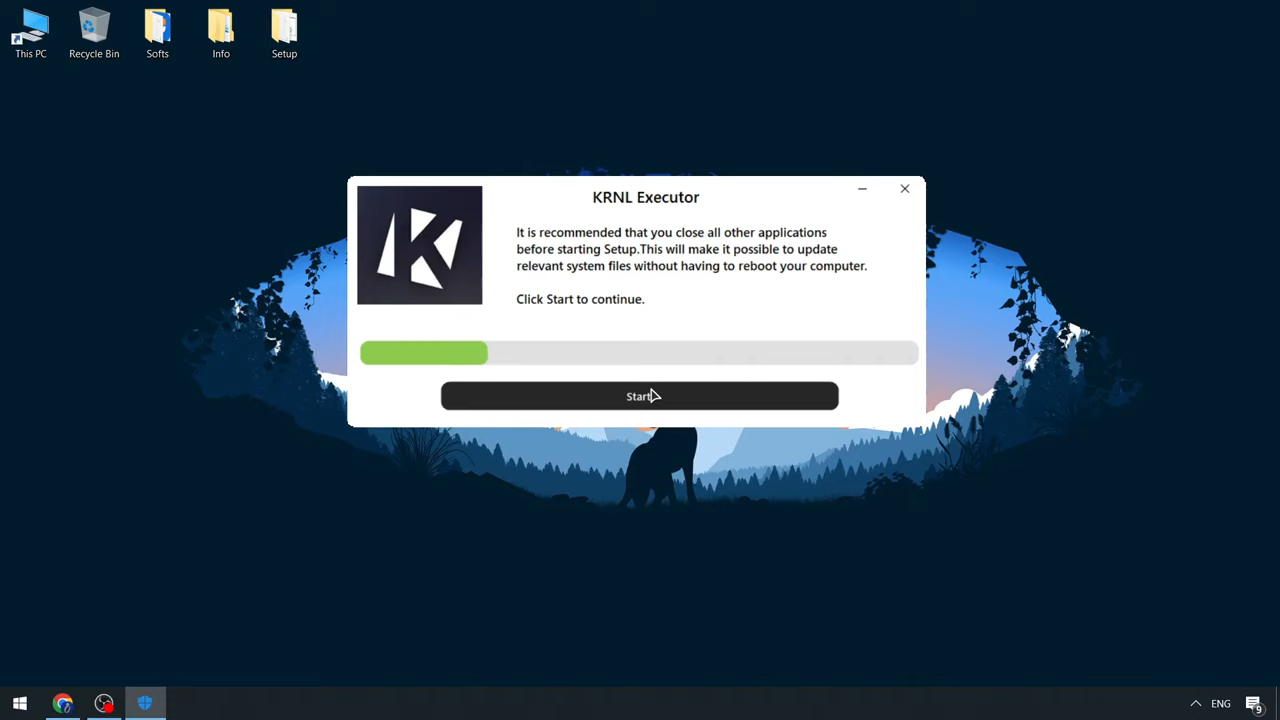 This PC
Recycle Bin
Softs
Info
Setup
KRNL Executor
It is recommended that you close all other applications
before starting Setup.This will make it possible to update
relevant system files without having to reboot your computer.
Click Start to continue.
Start
ENG
9